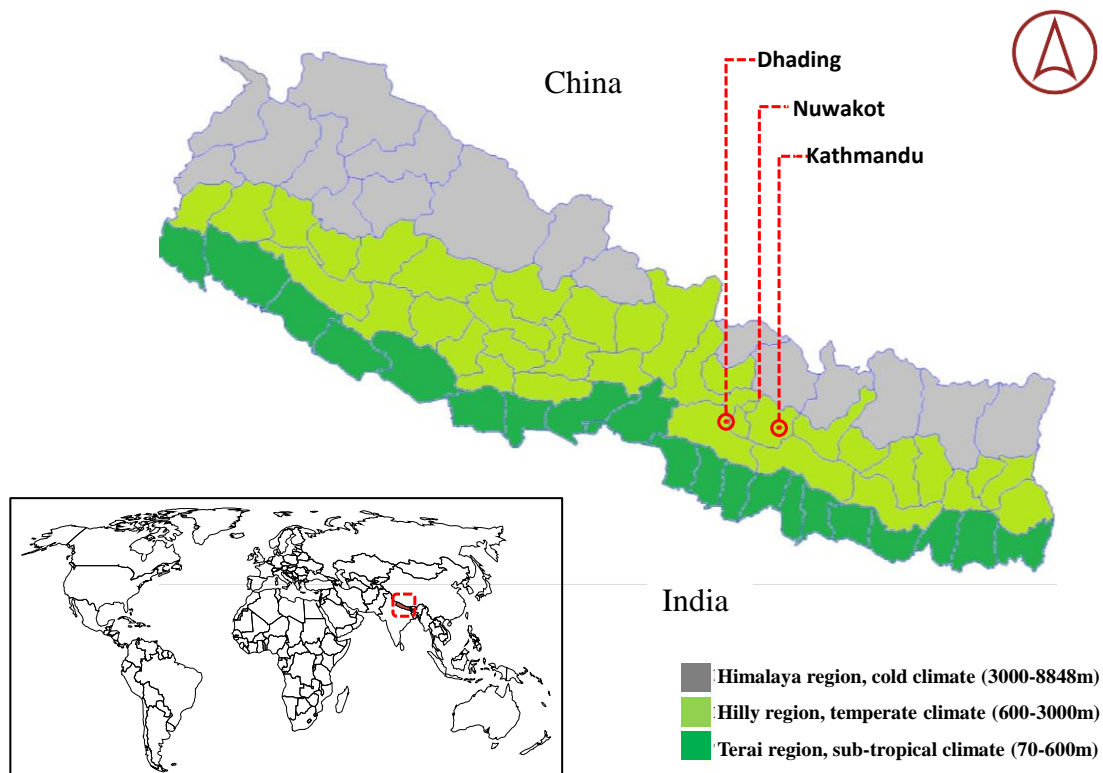 Dhading
China
Nuwakot
Kathmandu
India
Himalaya region, cold climate (3000-8848m)
Hilly region, temperate climate (600-3000m)
Terai region, sub-tropical climate (70-600m)